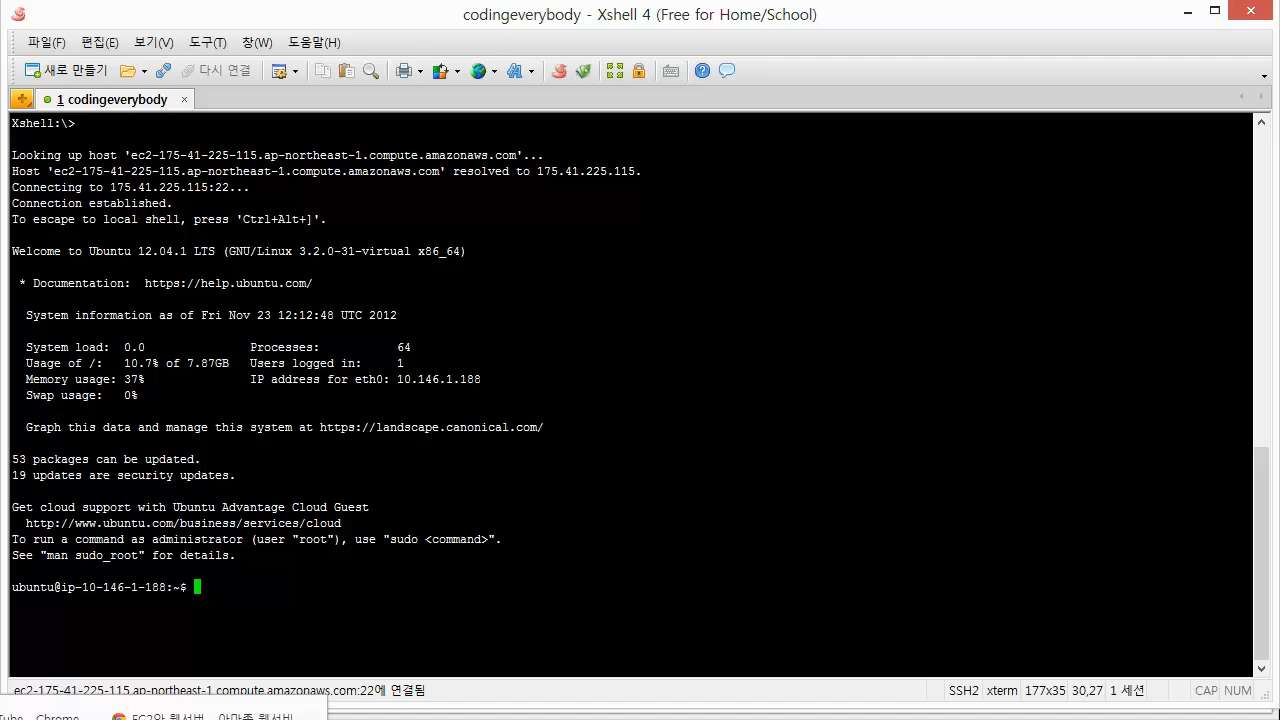 codingeverybody - Xshell 4 (Free for Home/School)
파일(F) 편집(E) 보기(V) 도구(T) 창(W) 도움말(H)
새로 만들기 다시 연결
1 codingeverybody
Xshell:\>
Looking up host 'ec2-175-41-225-115.ap-northeast-1.compute.amazonaws.com'...
Host 'ec2-175-41-225-115.ap-northeast-1.compute.amazonaws.com' resolved to 175.41.225.115.
Connecting to 175.41.225.115:22...
Connection established.
To escape to local shell, press 'Ctrl+Alt+]'.
Welcome to Ubuntu 12.04.1 LTS (GNU/Linux 3.2.0-31-virtual x86_64)
* Documentation:  https://help.ubuntu.com/
System information as of Fri Nov 23 12:12:48 UTC 2012
System load:  0.0 Processes: 64
Usage of /:   10.7% of 7.87GB Users logged in: 1
Memory usage: 37% IP address for eth0: 10.146.1.188
Swap usage:   0%
Graph this data and manage this system at https://landscape.canonical.com/
53 packages can be updated.
19 updates are security updates.
Get cloud support with Ubuntu Advantage Cloud Guest
http://www.ubuntu.com/business/services/cloud
To run a command as administrator (user "root"), use "sudo <command>".
See "man sudo_root" for details.
ubuntu@ip-10-146-1-188:~$
ec2-175-41-225-115.ap-northeast-1.compute.amazonaws.com:22에 연결됨 SSH2 xterm 177x35 30,27 1 세션 CAP NUM
Chrome EC2와 웹서버